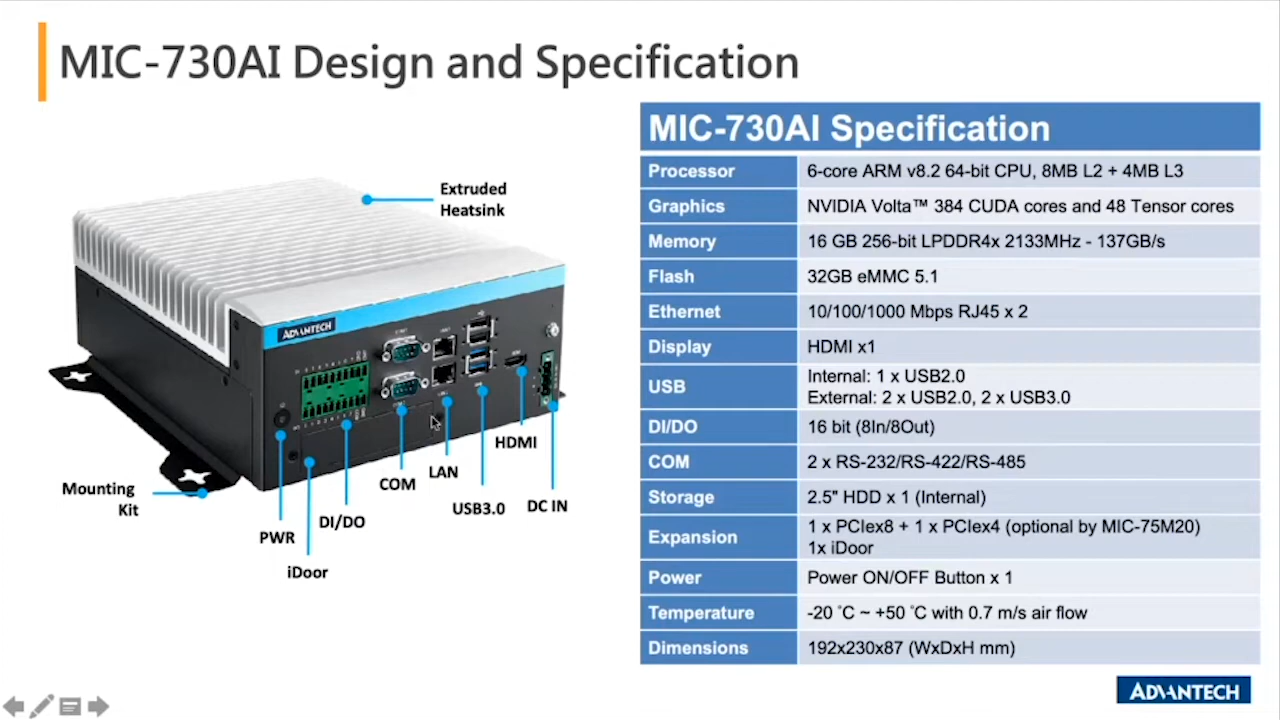 MIC-730AI Design and Specification
Extruded
Heatsink
ADVANTECH
Mounting
Kit
PWR
iDoor
DI/DO
COM
LAN
USB3.0
HDMI
DC IN
MIC-730AI Specification
Processor 6-core ARM v8.2 64-bit CPU, 8MB L2 + 4MB L3
Graphics NVIDIA Volta™ 384 CUDA cores and 48 Tensor cores
Memory 16 GB 256-bit LPDDR4x 2133MHz - 137GB/s
Flash 32GB eMMC 5.1
Ethernet 10/100/1000 Mbps RJ45 x 2
Display HDMI x1
USB Internal: 1 x USB2.0
External: 2 x USB2.0, 2 x USB3.0
DI/DO 16 bit (8In/8Out)
COM 2 x RS-232/RS-422/RS-485
Storage 2.5" HDD x 1 (Internal)
Expansion 1 x PCIex8 + 1 x PCIex4 (optional by MIC-75M20)
1x iDoor
Power Power ON/OFF Button x 1
Temperature -20 ˚C ~ +50 ˚C with 0.7 m/s air flow
Dimensions 192x230x87 (WxDxH mm)
ADVANTECH